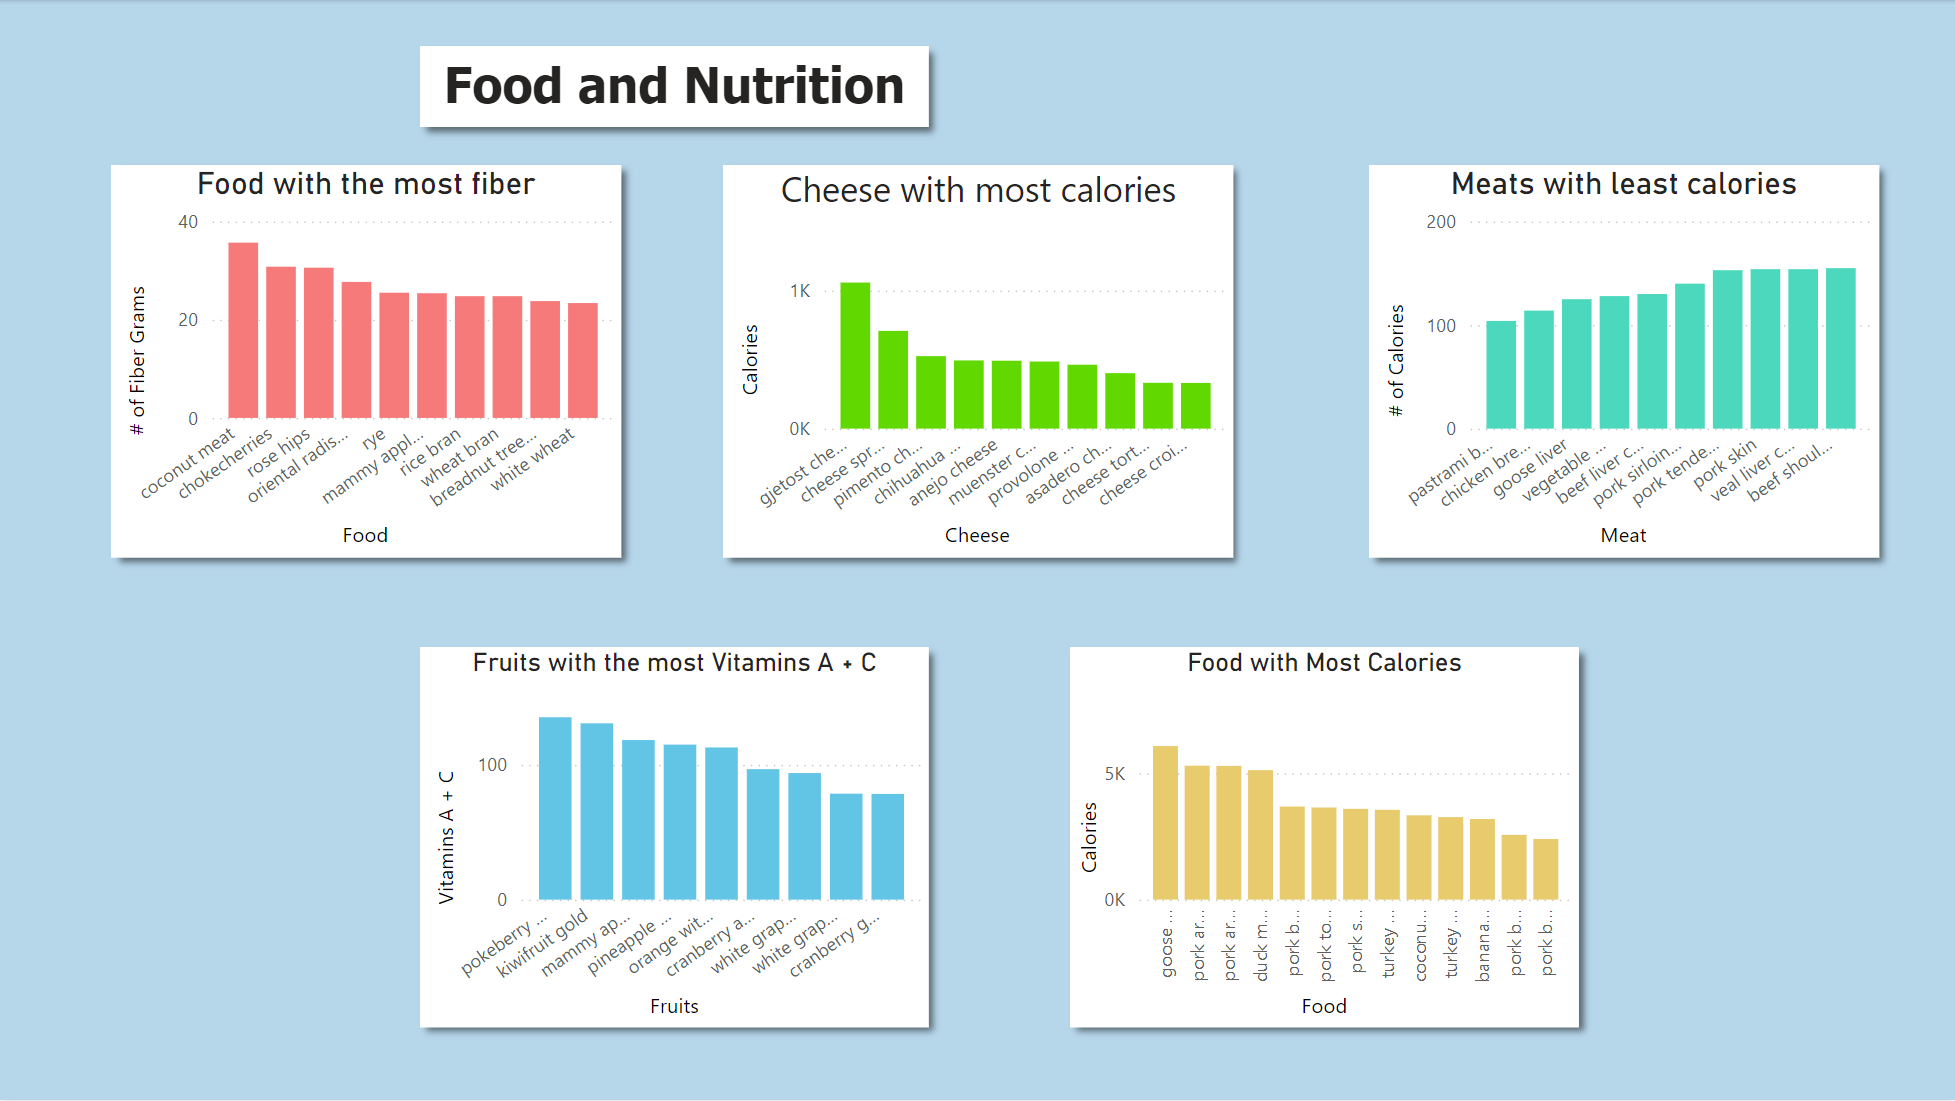 Food and Nutrition
Food with the most fiber
40
20
0
# of Fiber Grams
coconut meat
chokecherries
rose hips
oriental radis...
rye
mammy appl...
rice bran
wheat bran
breadnut tree...
white wheat
Food
Cheese with most calories
1K
0K
Calories
gjetost che...
cheese spr...
pimento ch...
chihuahua ...
anejo cheese
muenster c...
provolone ...
asadero ch...
cheese tort...
cheese croi...
Cheese
Meats with least calories
200
100
0
# of Calories
pastrami b...
chicken bre...
goose liver
vegetable ...
beef liver c...
pork sirloin...
pork tende...
pork skin
veal liver c...
beef shoul...
Meat
Fruits with the most Vitamins A + C
100
0
Vitamins A + C
pokeberry ...
kiwifruit gold
mammy ap...
pineapple ...
orange wit...
cranberry a...
white grap...
white grap...
cranberry g...
Fruits
Food with Most Calories
5K
0K
Calories
goose ...
pork ar...
pork ar...
duck m...
pork b...
pork to...
pork s...
turkey ...
coconu...
turkey ...
banana...
pork b...
pork b...
Food